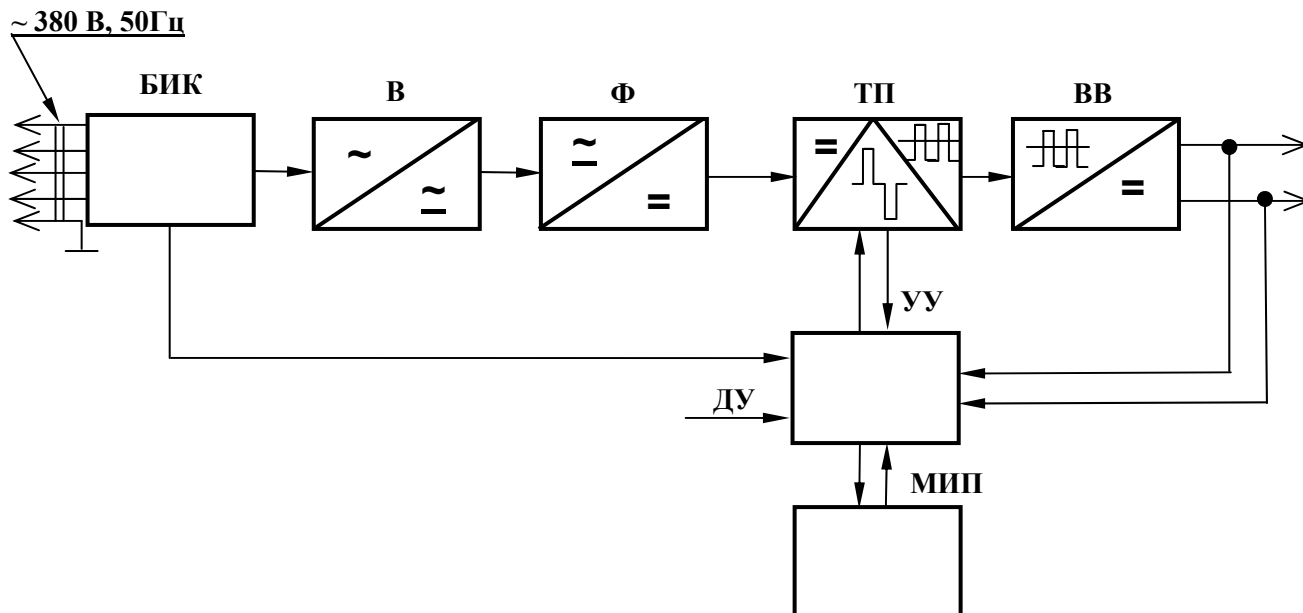 ~ 380 В, 50Гц
БИК
В
Ф
ТП
ВВ
~
~
~
=
=
=
УУ
ДУ
МИП